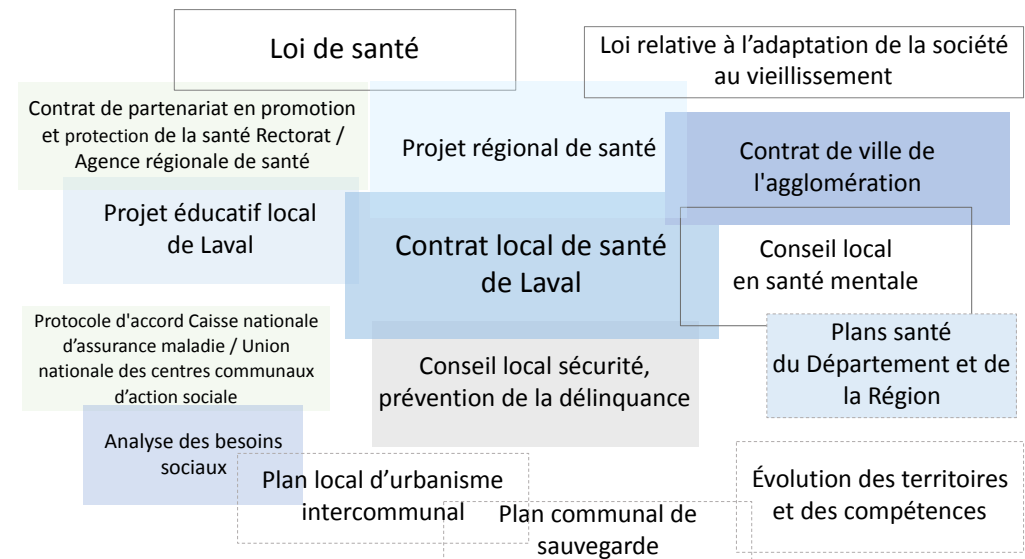 Loi de santé
Loi relative à l’adaptation de la société
au vieillissement
Contrat de partenariat en promotion
et protection de la santé Rectorat /
Agence régionale de santé
Projet régional de santé
Contrat de ville de
l'agglomération
Projet éducatif local
de Laval
Contrat local de santé
de Laval
Conseil local
en santé mentale
Protocole d'accord Caisse nationale
d’assurance maladie / Union
nationale des centres communaux
d’action sociale
Conseil local sécurité,
prévention de la délinquance
Plans santé
du Département et de
la Région
Analyse des besoins
sociaux
Plan local d’urbanisme
intercommunal
Plan communal de
sauvegarde
Évolution des territoires
et des compétences